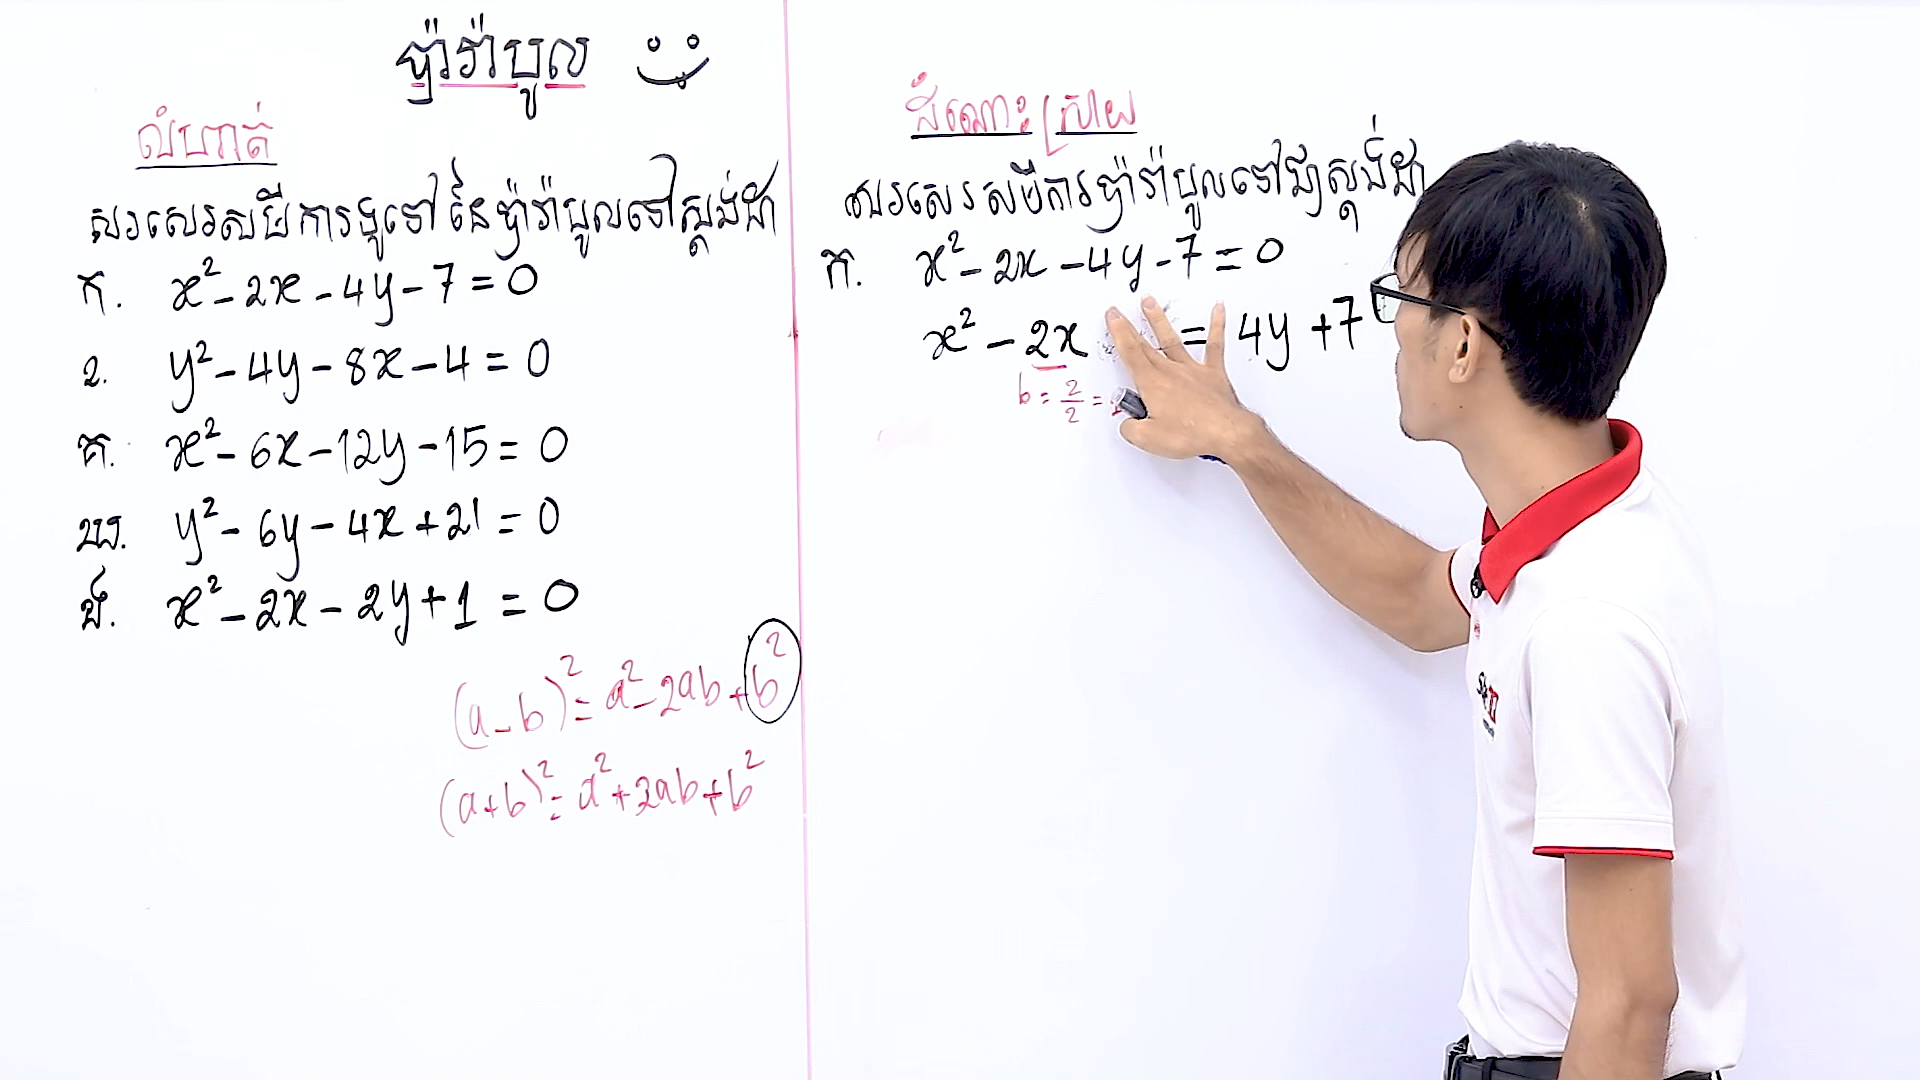 ប៉ារ៉ាបូល
លំហាត់
សរសេរសមីការទូទៅនៃប៉ារ៉ាបូលទៅស្តង់ដា
ក. x² - 2x - 4y - 7 = 0
2. y² - 4y - 8x - 4 = 0
គ. x² - 6x - 12y - 15 = 0
ឃ. y² - 6y - 4x + 21 = 0
ង. x² - 2x - 2y + 1 = 0
(a - b)² = a² - 2ab + b²
(a + b)² = a² + 2ab + b²
ដំណោះស្រាយ
សរសេរសមីការប៉ារ៉ាបូលទៅជាស្តង់ដា
ក. x² - 2x - 4y - 7 = 0
x² - 2x = 4y + 7
b = 2/2 =